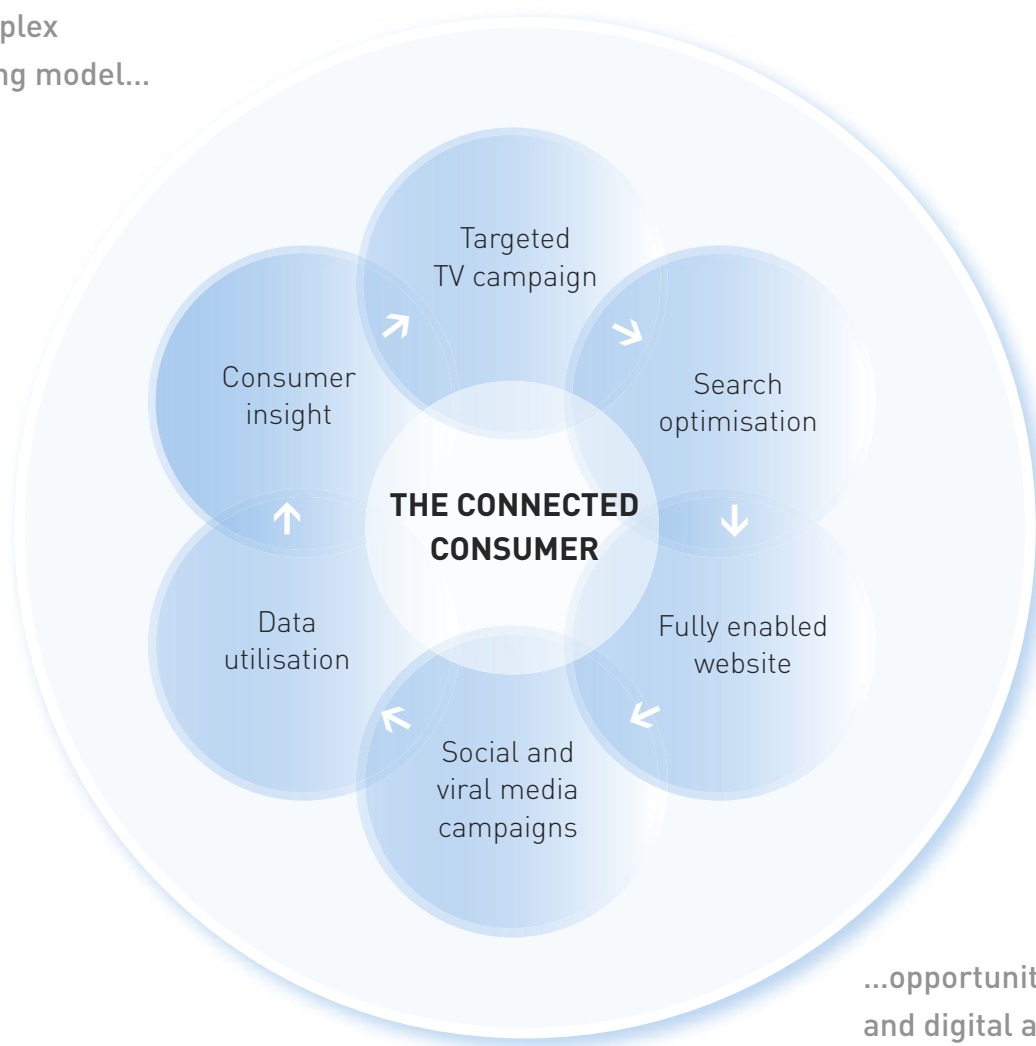 plex
ng model...
Targeted
TV campaign
Consumer
insight
Search
optimisation
THE CONNECTED
CONSUMER
Data
utilisation
Fully enabled
website
Social and
viral media
campaigns
...opportunit
and digital a